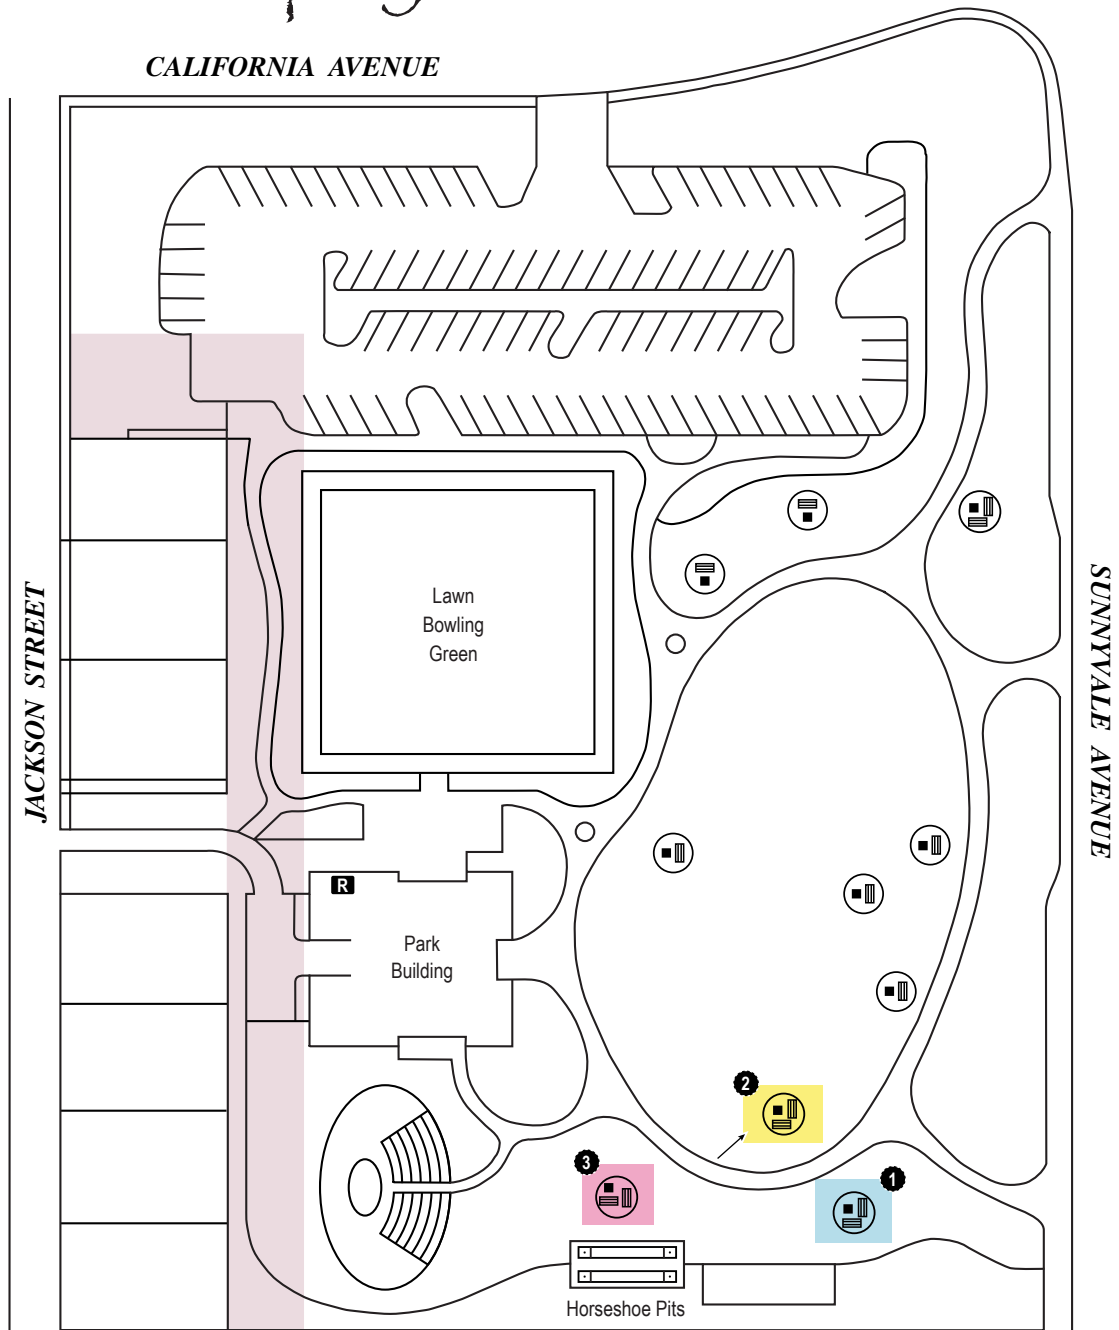 CALIFORNIA AVENUE
JACKSON STREET
SUNNYVALE AVENUE
Lawn
Bowling
Green
R
Park
Building
2
3
1
Horseshoe Pits